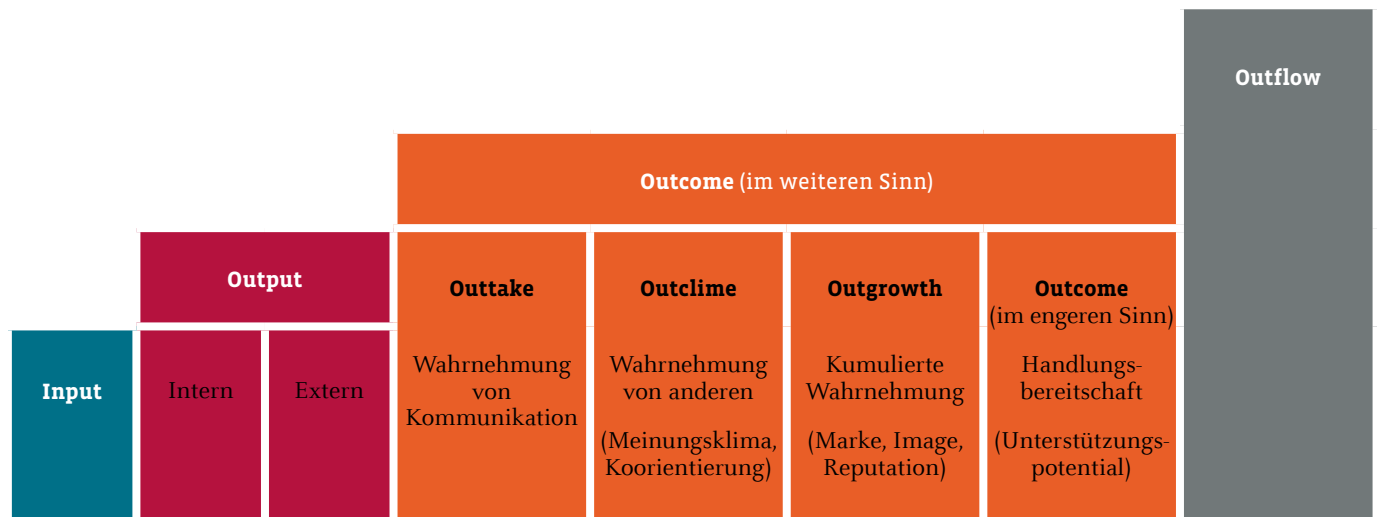 Outflow
Outcome (im weiteren Sinn)
Output
Outtake
Wahrnehmung
von
Kommunikation
Outclime
Wahrnehmung
von anderen
(Meinungsklima,
Koorientierung)
Outgrowth
Kumulierte
Wahrnehmung
(Marke, Image,
Reputation)
Outcome
(im engeren Sinn)
Handlungs-
bereitschaft
(Unterstützungs-
potential)
Input
Intern
Extern